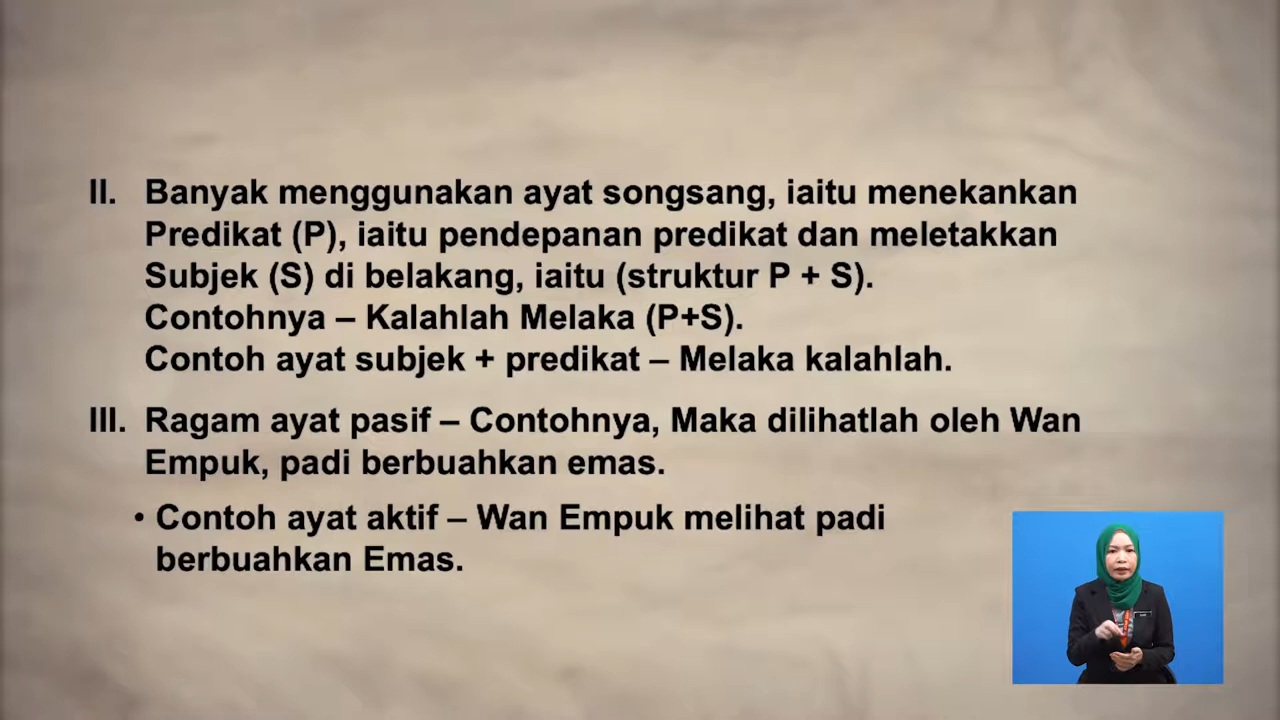 II. Banyak menggunakan ayat songsang, iaitu menekankan
Predikat (P), iaitu pendepanan predikat dan meletakkan
Subjek (S) di belakang, iaitu (struktur P + S).
Contohnya – Kalahlah Melaka (P+S).
Contoh ayat subjek + predikat – Melaka kalahlah.
III. Ragam ayat pasif – Contohnya, Maka dilihatlah oleh Wan
Empuk, padi berbuahkan emas.
• Contoh ayat aktif – Wan Empuk melihat padi
berbuahkan Emas.